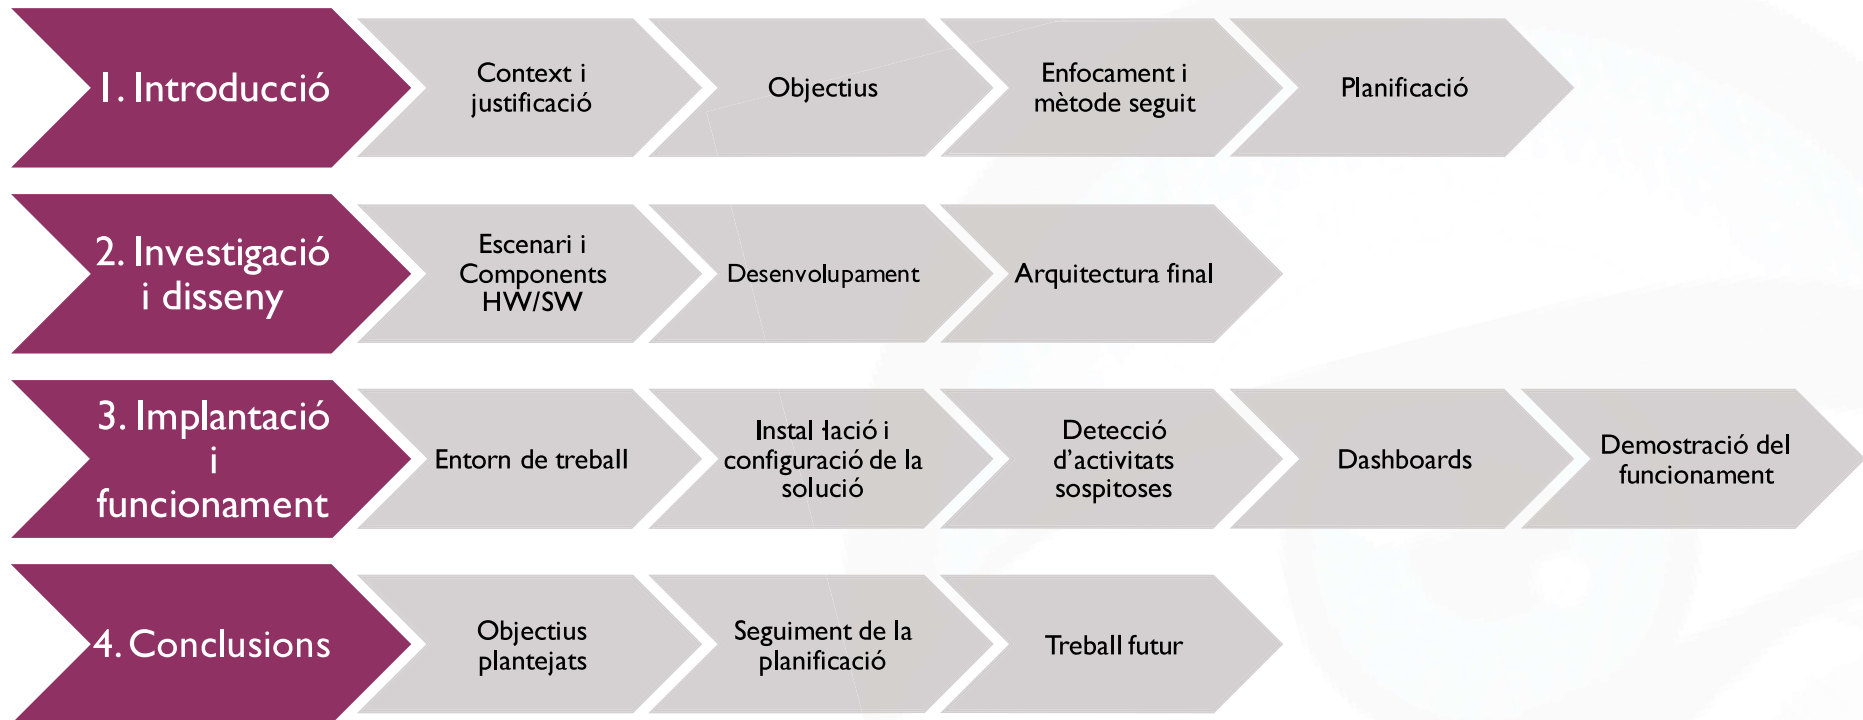 1. Introducció
Context i
justificació
Objectius
Enfocament i
mètode seguit
Planificació
2. Investigació
i disseny
Escenari i
Components
HW/SW
Desenvolupament
Arquitectura final
3. Implantació
i
funcionament
Entorn de treball
Instal·lació i
configuració de la
solució
Detecció
d’activitats
sospitoses
Dashboards
Demostració del
funcionament
4. Conclusions
Objectius
plantejats
Seguiment de la
planificació
Treball futur